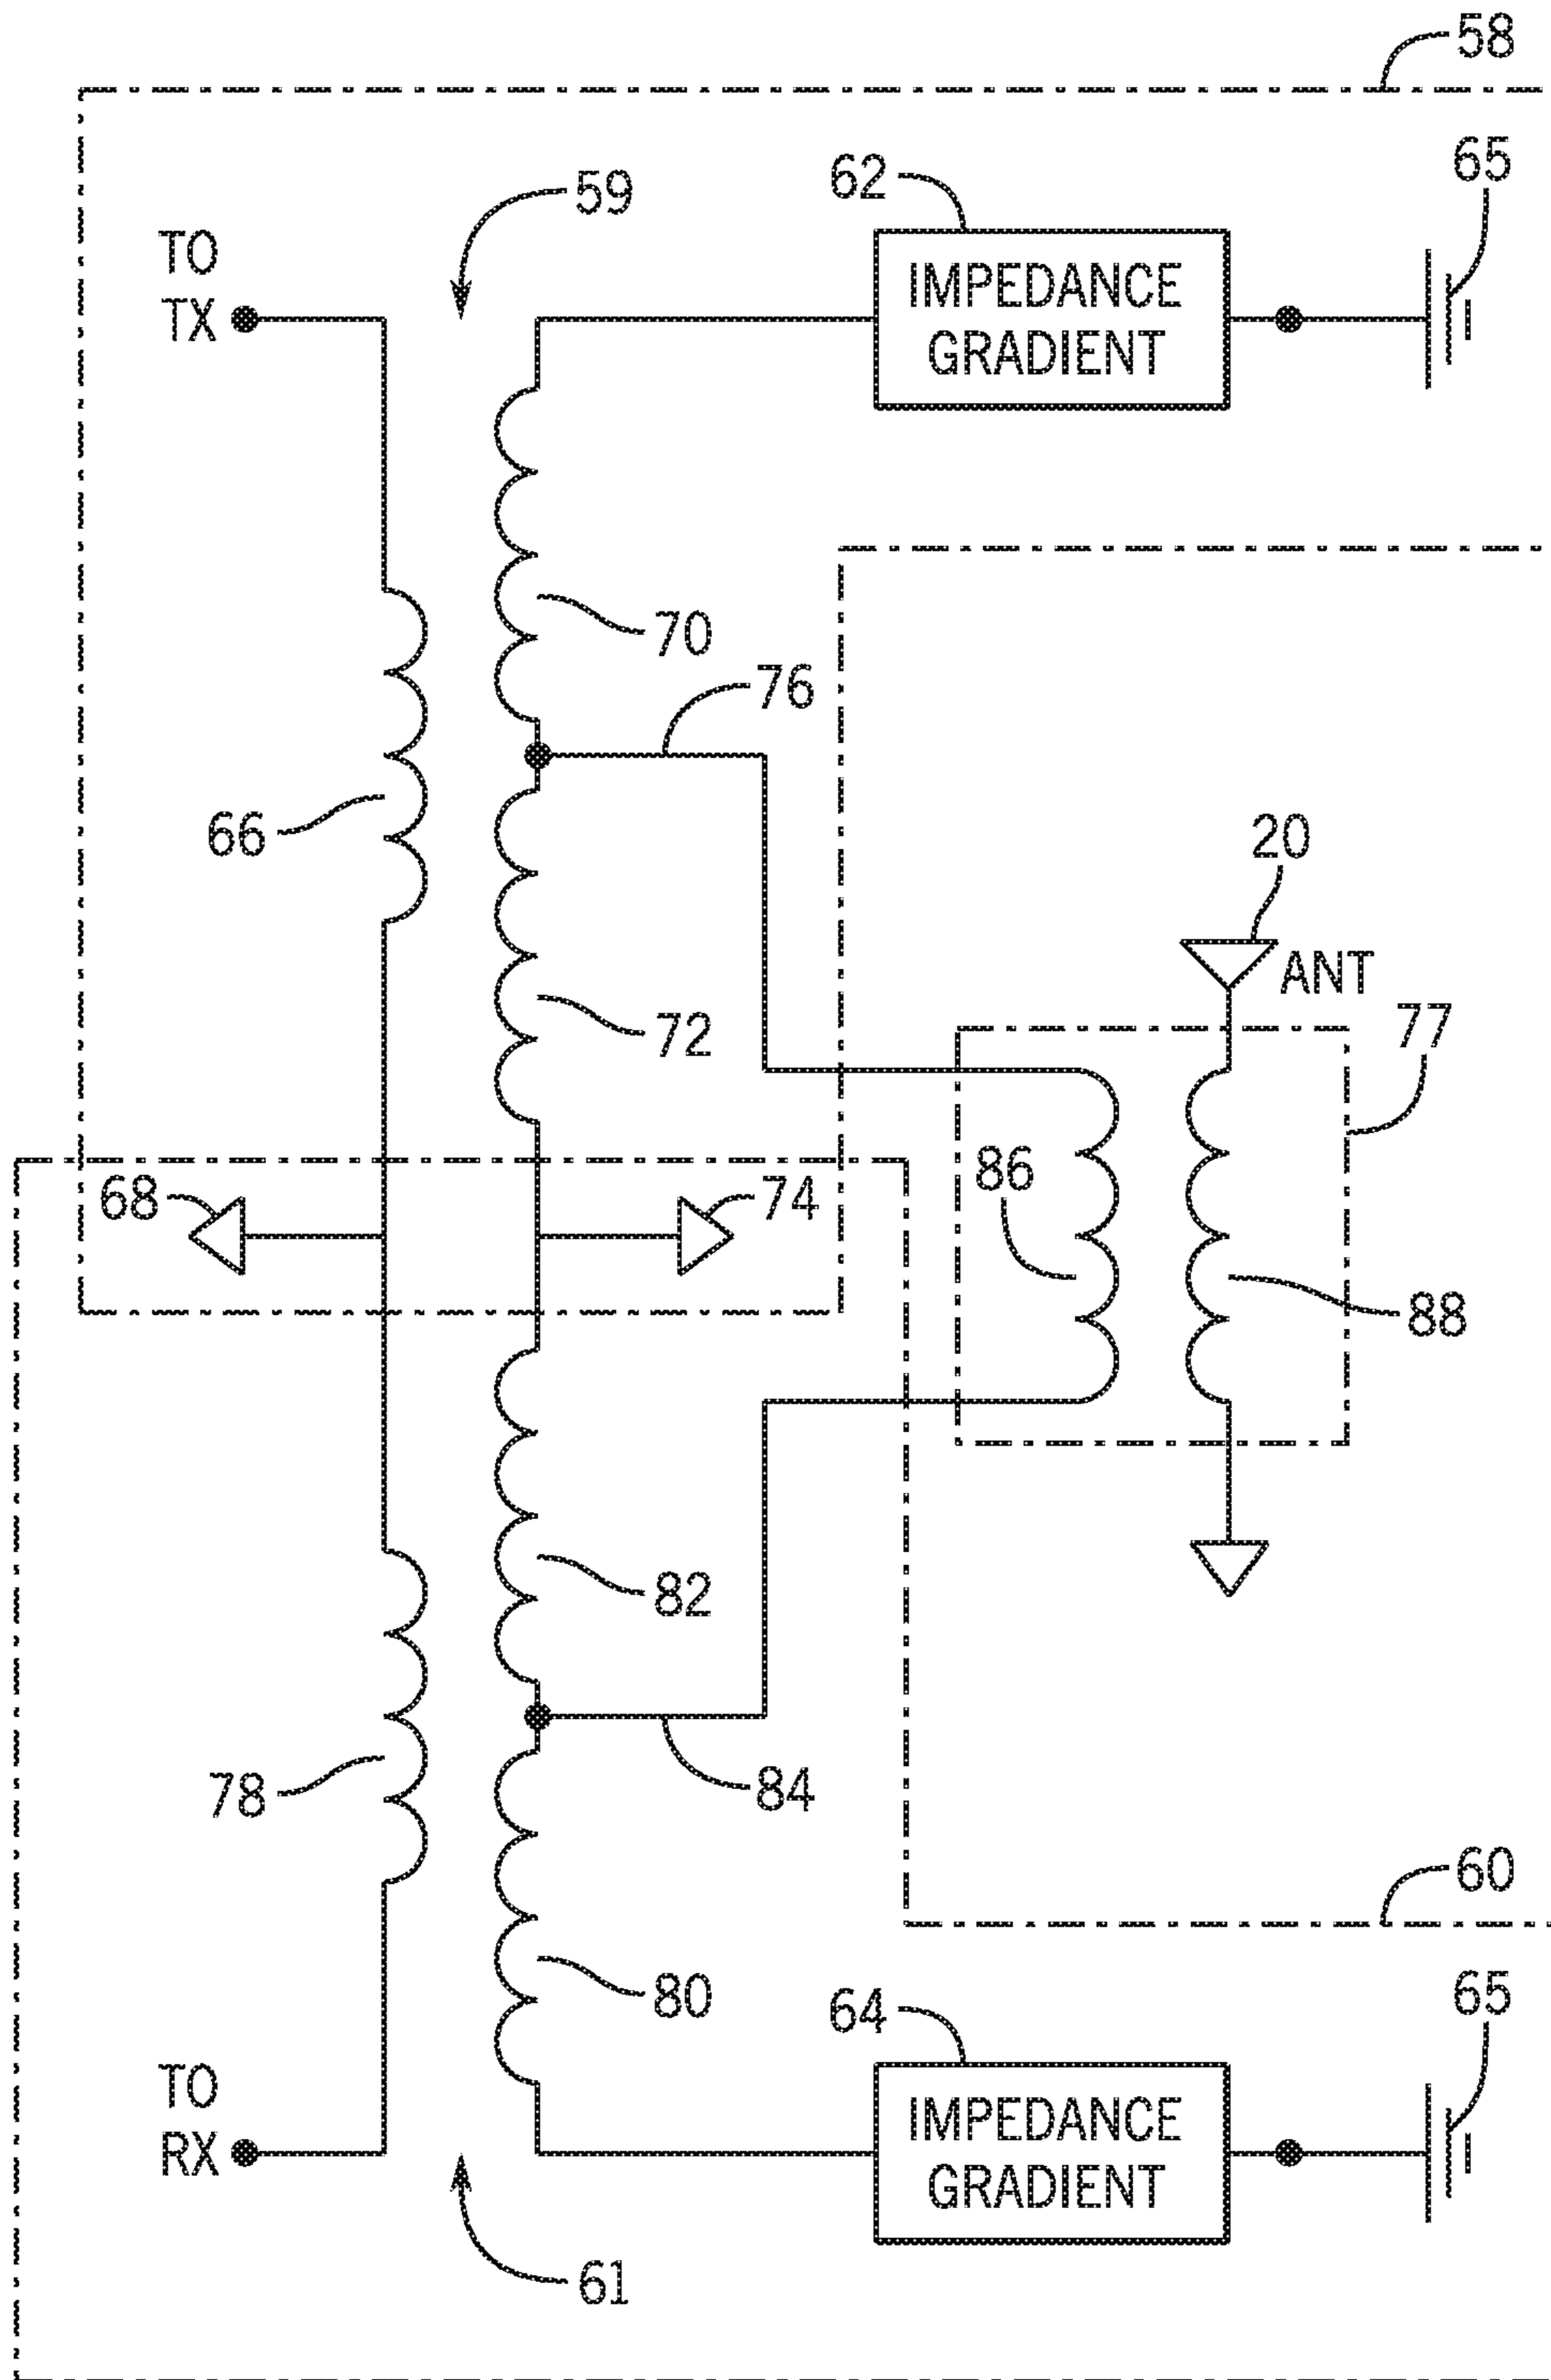 58
65
62
59
TO
TX
IMPEDANCE
GRADIENT
70
76
66
20
ANT
72
77
68
74
86
88
82
78
84
60
80
65
64
TO
RX
IMPEDANCE
GRADIENT
61